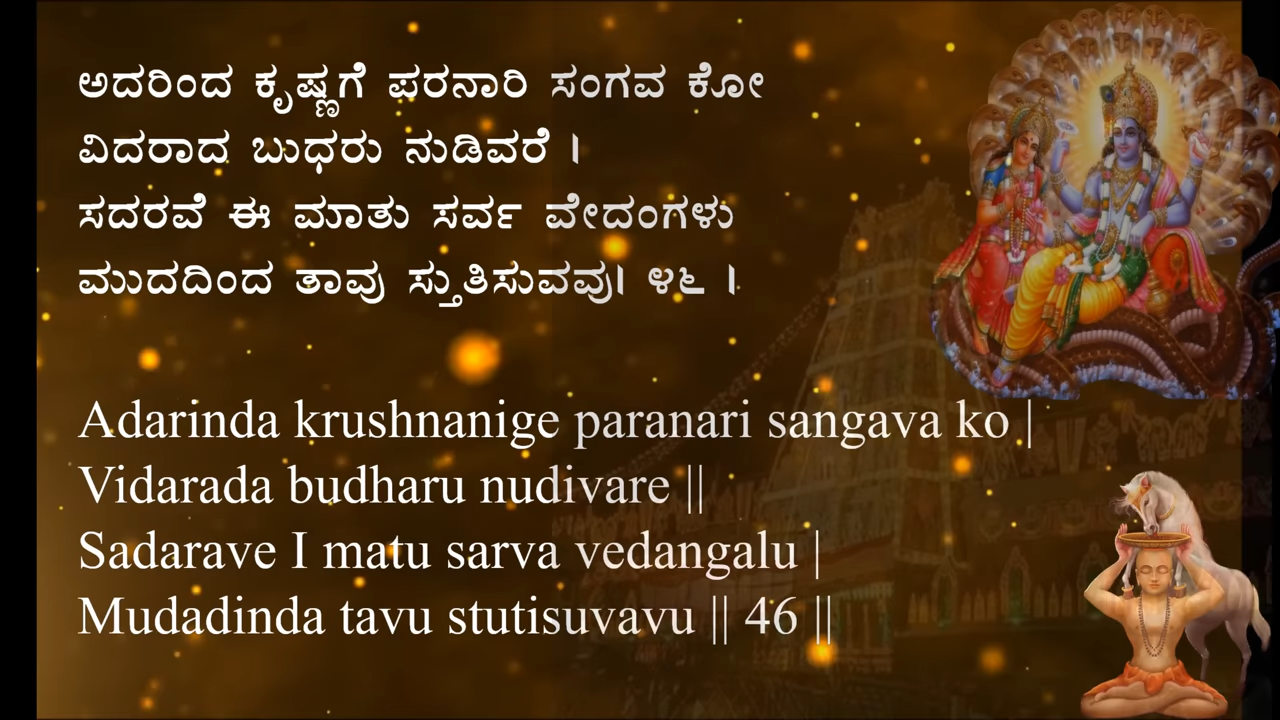 ಅದರಿಂದ ಕೃಷ್ಣಗೆ ಪರನಾರಿ ಸಂಗವ ಕೋ
ವಿದರಾದ ಬುಧರು ನುಡಿವರೆ ।
ಸದರವೆ ಈ ಮಾತು ಸರ್ವ ವೇದಂಗಳು
ಮುದದಿಂದ ತಾವು ಸ್ತುತಿಸುವವು। ೪೬ ।
Adarinda krushnanige paranari sangava ko |
Vidarada budharu nudivare ||
Sadarave I matu sarva vedangalu |
Mudadinda tavu stutisuvavu || 46 ||